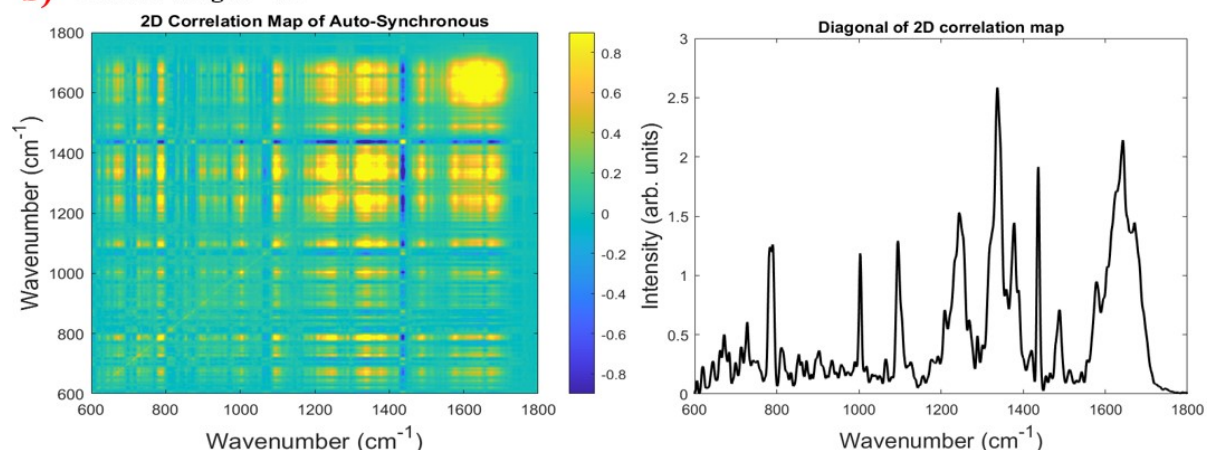 2D Correlation Map of Auto-Synchronous
Wavenumber (cm-1)
1800
1600
1400
1200
1000
800
600
600 800 1000 1200 1400 1600 1800
Wavenumber (cm-1)
0.8
0.6
0.4
0.2
0
-0.2
-0.4
-0.6
-0.8
Diagonal of 2D correlation map
Intensity (arb. units)
3
2.5
2
1.5
1
0.5
0
600 800 1000 1200 1400 1600 1800
Wavenumber (cm-1)